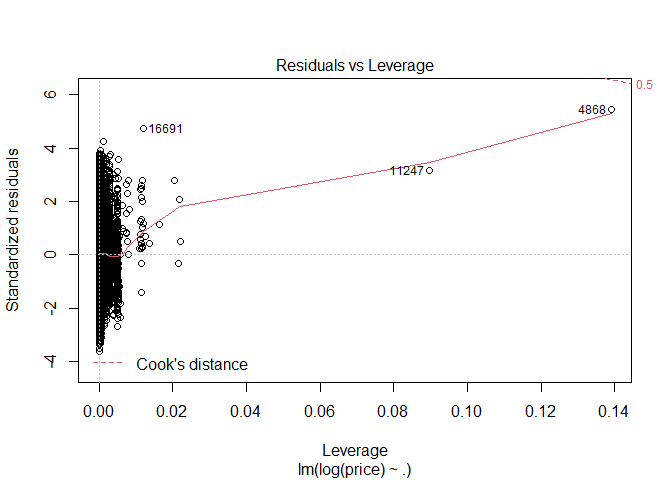 Residuals vs Leverage
Standardized residuals
6
4
2
0
-2
-4
0.5
4868
16691
11247
Cook's distance
0.00 0.02 0.04 0.06 0.08 0.10 0.12 0.14
Leverage
lm(log(price) ~ .)